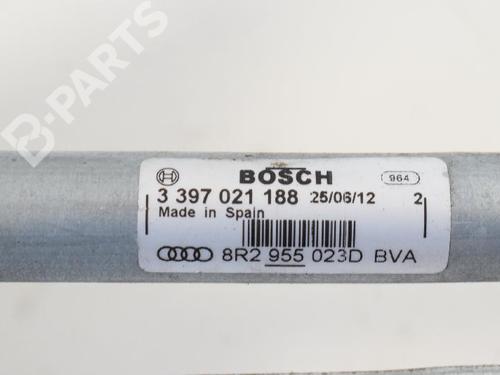 B-PARTS
BOSCH 964
3 397 021 188 25/06/12 2
Made in Spain
8R2 955 023D BVA